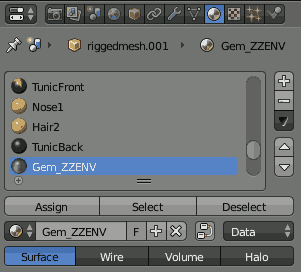 riggedmesh.001 Gem_ZZENV
TunicFront
Nose1
Hair2
TunicBack
Gem_ZZENV
Assign Select Deselect
Gem_ZZENV F Data
Surface Wire Volume Halo